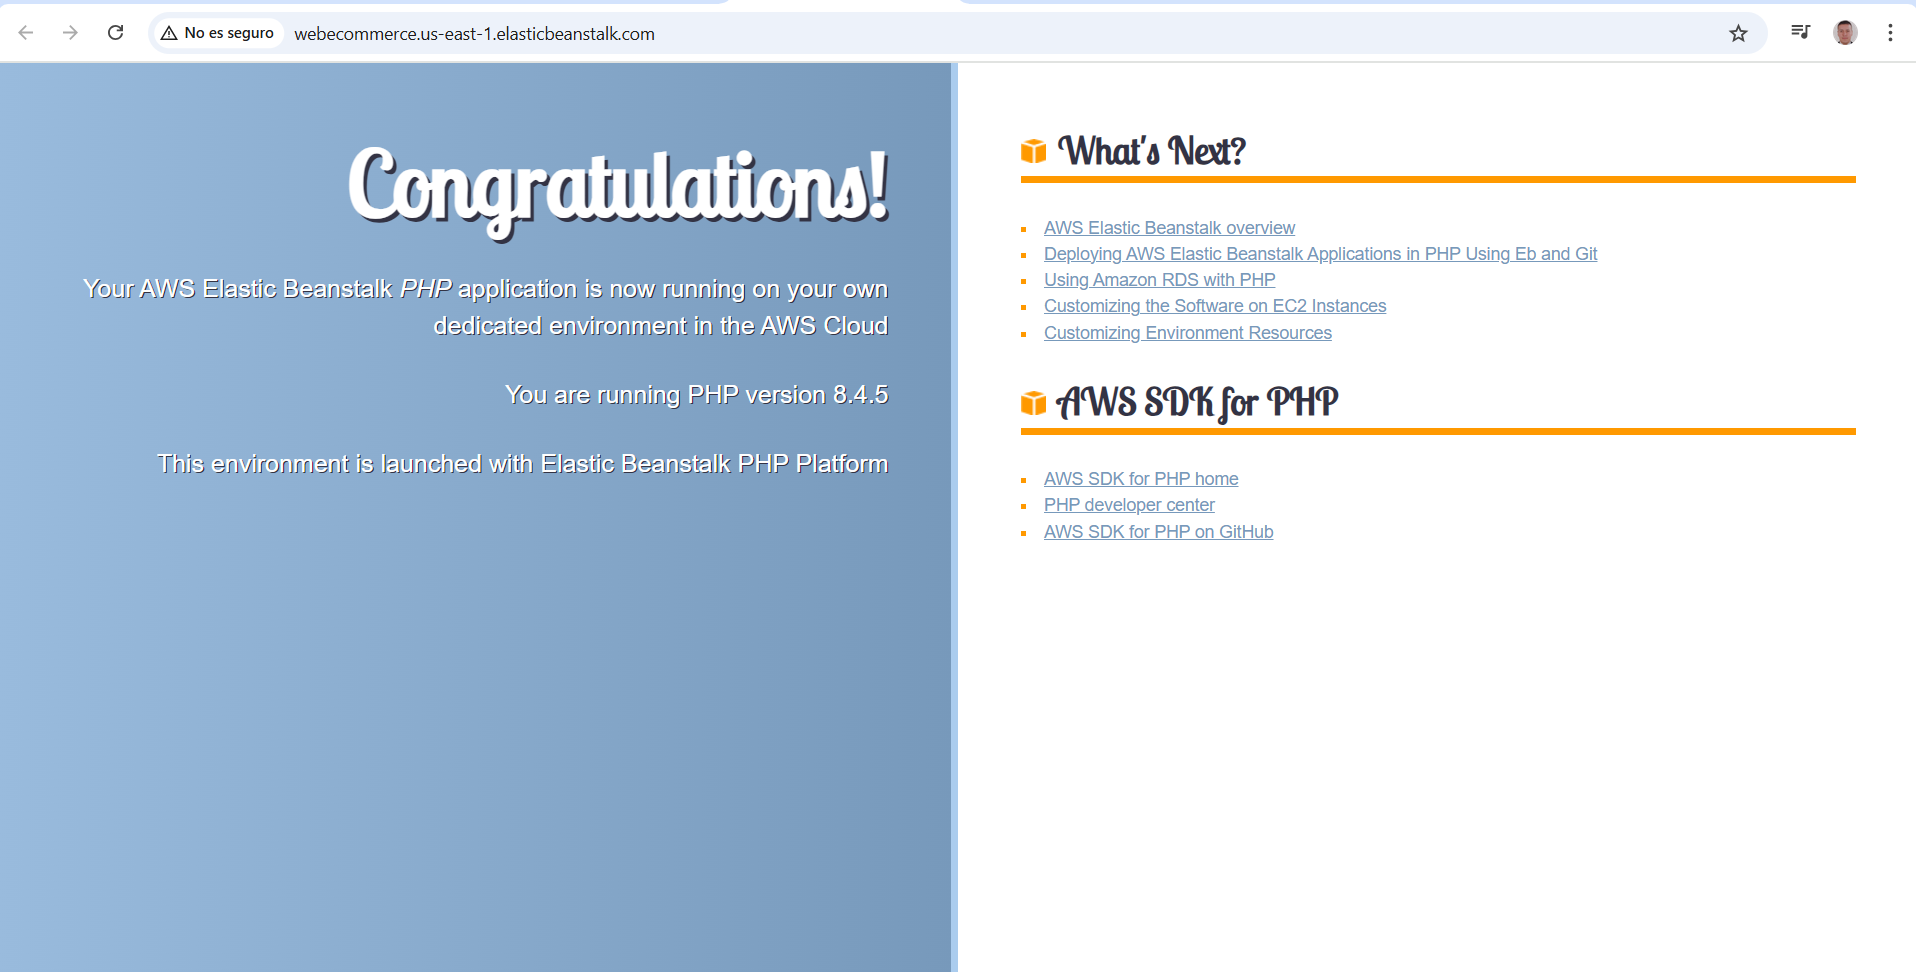 No es seguro
webecommerce.us-east-1.elasticbeanstalk.com
Congratulations!
Your AWS Elastic Beanstalk PHP application is now running on your own
dedicated environment in the AWS Cloud
You are running PHP version 8.4.5
This environment is launched with Elastic Beanstalk PHP Platform
What's Next?
AWS Elastic Beanstalk overview
Deploying AWS Elastic Beanstalk Applications in PHP Using Eb and Git
Using Amazon RDS with PHP
Customizing the Software on EC2 Instances
Customizing Environment Resources
AWS SDK for PHP
AWS SDK for PHP home
PHP developer center
AWS SDK for PHP on GitHub